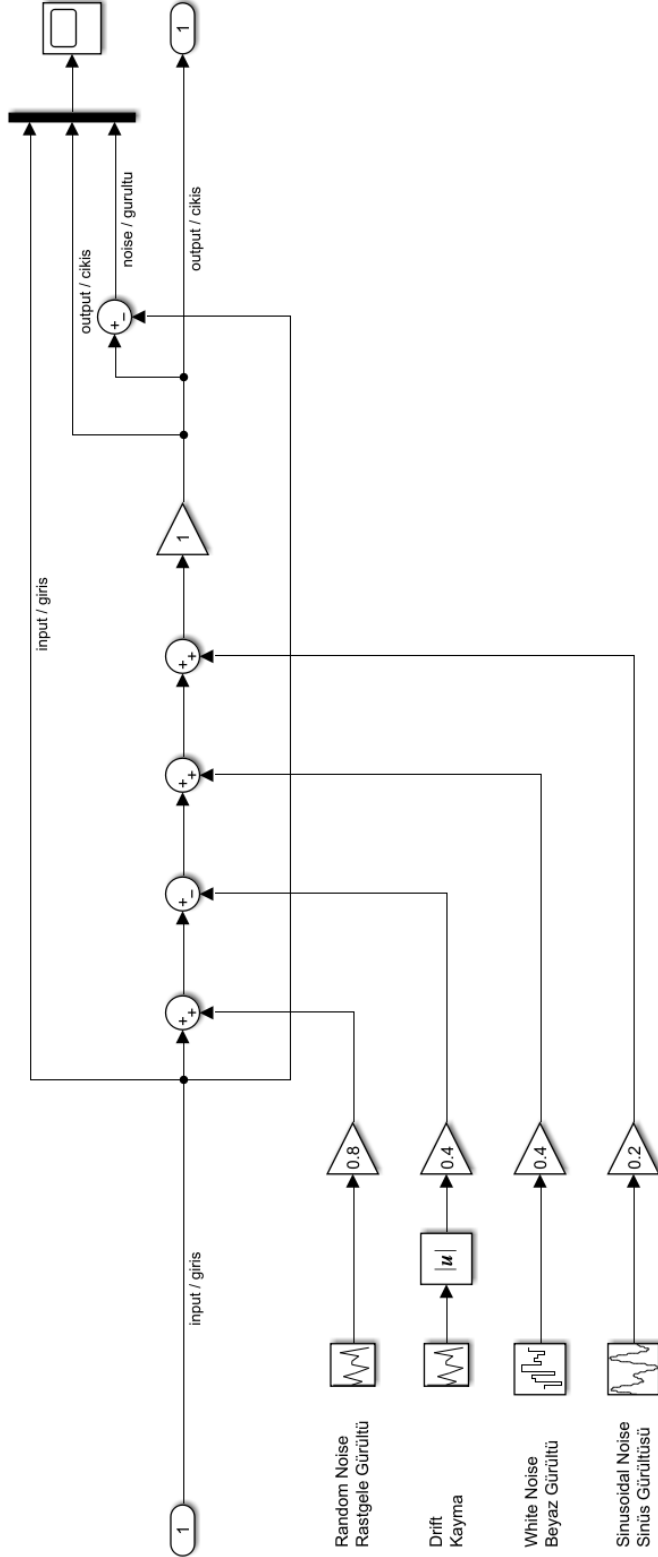 input / giris
output / cikis
noise / gurultu
output / cikis
input / giris
1
1
1
+
+
+
-
+
+
+
+
+
-
Random Noise
Rastgele Gürültü
0.8
Drift
Kayma
|u|
0.4
White Noise
Beyaz Gürültü
0.4
Sinusoidal Noise
Sinüs Gürültüsü
0.2